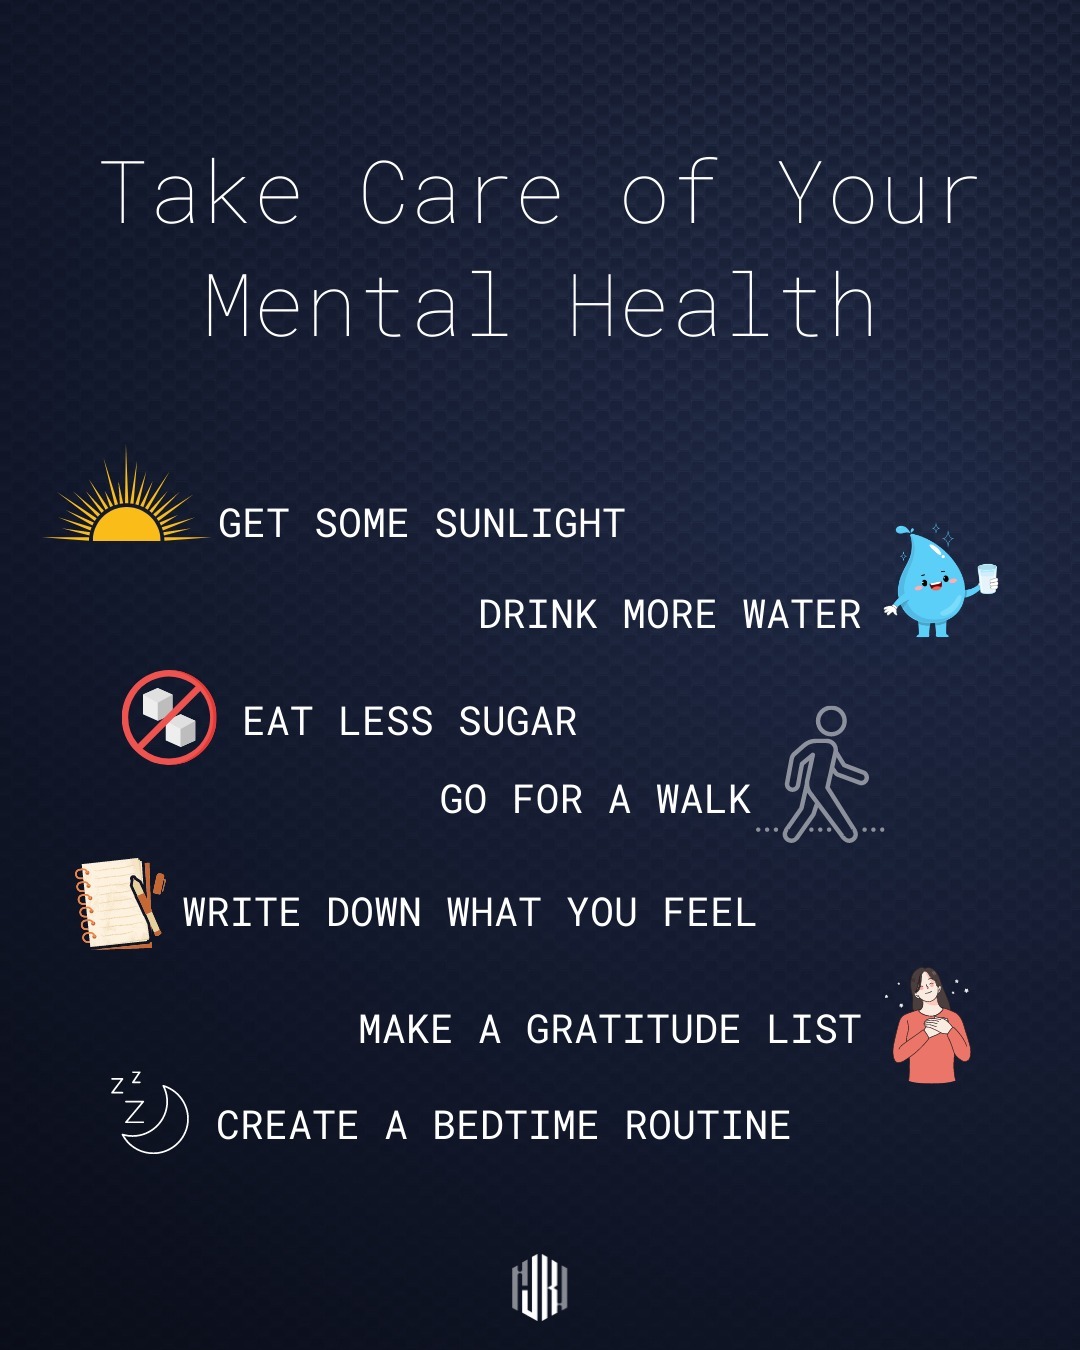 Take Care of Your
Mental Health
GET SOME SUNLIGHT
DRINK MORE WATER
EAT LESS SUGAR
GO FOR A WALK
WRITE DOWN WHAT YOU FEEL
MAKE A GRATITUDE LIST
z z
z
CREATE A BEDTIME ROUTINE